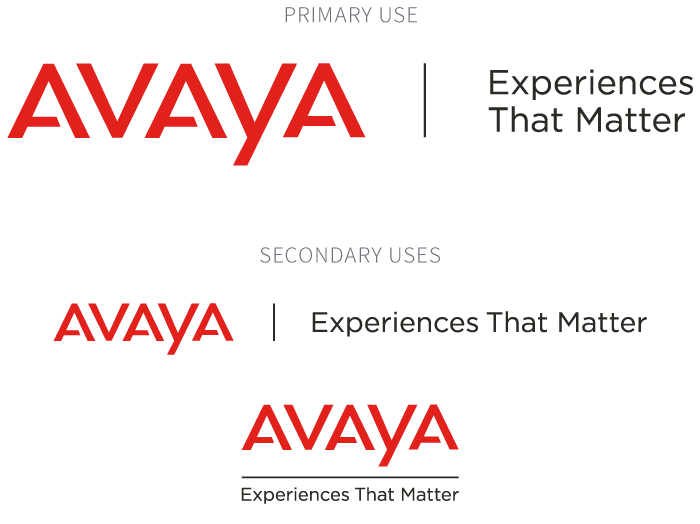 PRIMARY USE
AVAYA
Experiences
That Matter
SECONDARY USES
AVAYA Experiences That Matter
AVAYA
Experiences That Matter